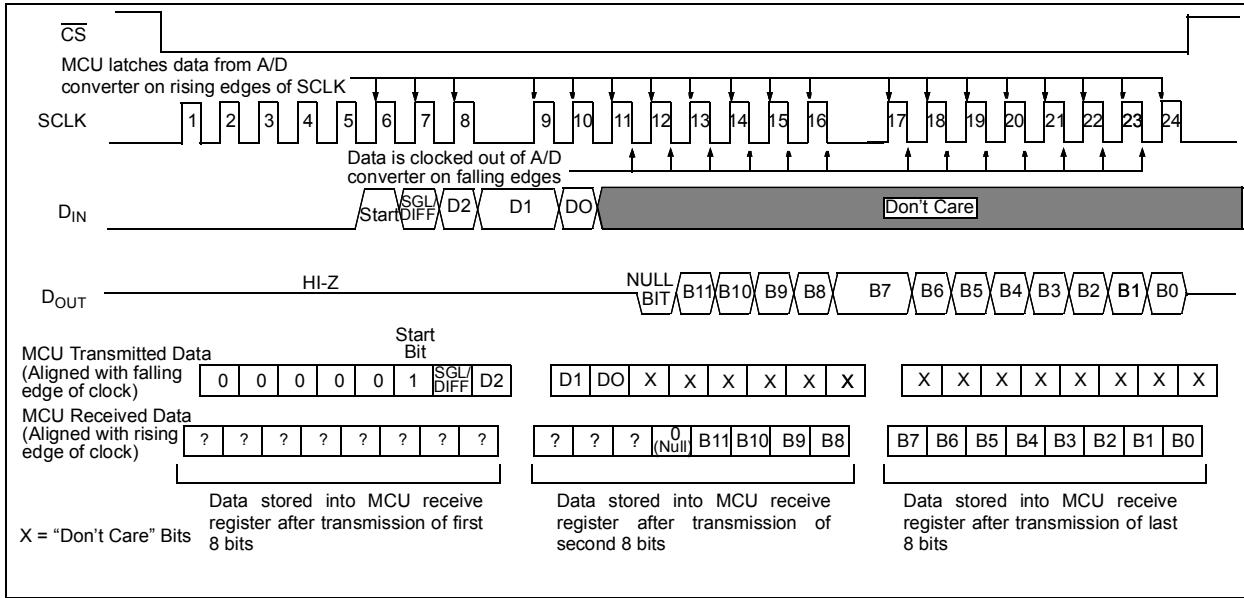 CS
MCU latches data from A/D
converter on rising edges of SCLK
SCLK
1 2 3 4 5 6 7 8 9 10 11 12 13 14 15 16 17 18 19 20 21 22 23 24
Data is clocked out of A/D
converter on falling edges
DIN
Start SGL/ DIFF D2 D1 DO Don't Care
HI-Z
DOUT
NULL BIT B11 B10 B9 B8 B7 B6 B5 B4 B3 B2 B1 B0
Start
Bit
MCU Transmitted Data
(Aligned with falling
edge of clock)
0 0 0 0 0 1 SGL/ DIFF D2 D1 DO X X X X X X X X X X X X X X
MCU Received Data
(Aligned with rising
edge of clock)
? ? ? ? ? ? ? ? ? ? ? 0 (Null) B11 B10 B9 B8 B7 B6 B5 B4 B3 B2 B1 B0
Data stored into MCU receive
register after transmission of first
8 bits
Data stored into MCU receive
register after transmission of
second 8 bits
Data stored into MCU receive
register after transmission of last
8 bits
X = “Don't Care” Bits